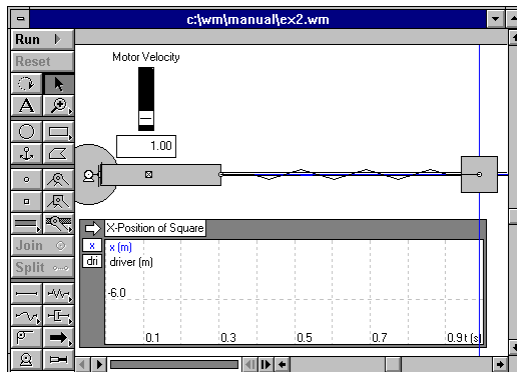 c:\wm\manual\ex2.wm
Run
Reset
A
Join
Split
Motor Velocity
1.00
X-Position of Square
x x (m)
dri driver (m)
-6.0
0.1 0.3 0.5 0.7 0.9 t (s)